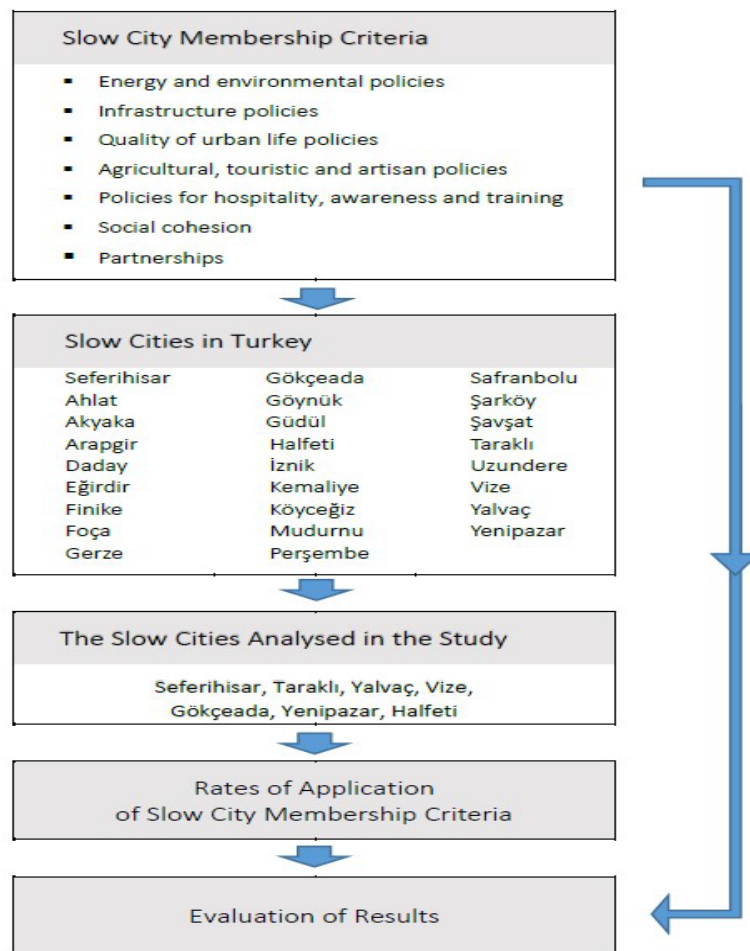 Slow City Membership Criteria
▪ Energy and environmental policies
▪ Infrastructure policies
▪ Quality of urban life policies
▪ Agricultural, touristic and artisan policies
▪ Policies for hospitality, awareness and training
▪ Social cohesion
▪ Partnerships
Slow Cities in Turkey
Seferihisar Gökçeada Safranbolu
Ahlat Göynük Şarköy
Akyaka Güdül Şavşat
Arapgir Halfeti Taraklı
Daday İznik Uzundere
Eğirdir Kemaliye Vize
Finike Köyceğiz Yalvaç
Foça Mudurnu Yenipazar
Gerze Perşembe
The Slow Cities Analysed in the Study
Seferihisar, Taraklı, Yalvaç, Vize,
Gökçeada, Yenipazar, Halfeti
Rates of Application
of Slow City Membership Criteria
Evaluation of Results